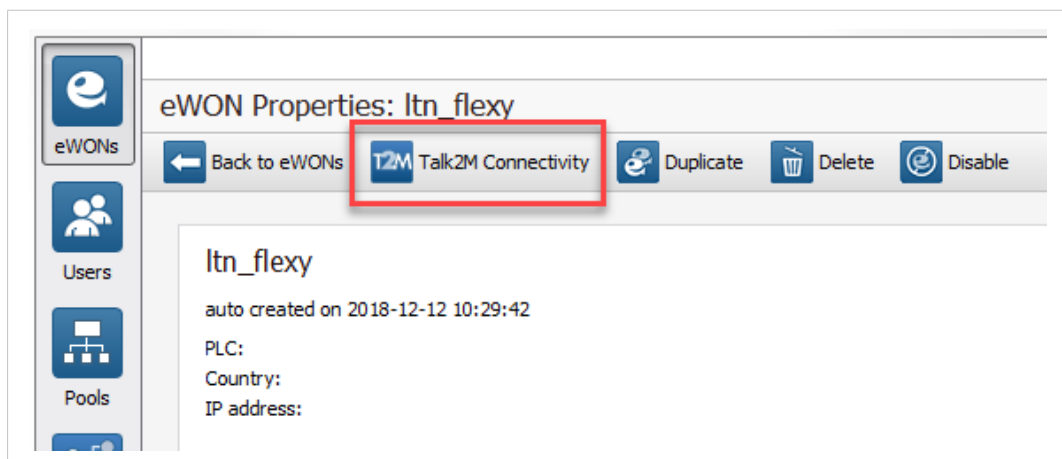 eWON Properties: ltn_flexy
eWONs
Back to eWONs T2M Talk2M Connectivity Duplicate Delete Disable
Users
ltn_flexy
auto created on 2018-12-12 10:29:42
PLC:
Country:
Pools
IP address: